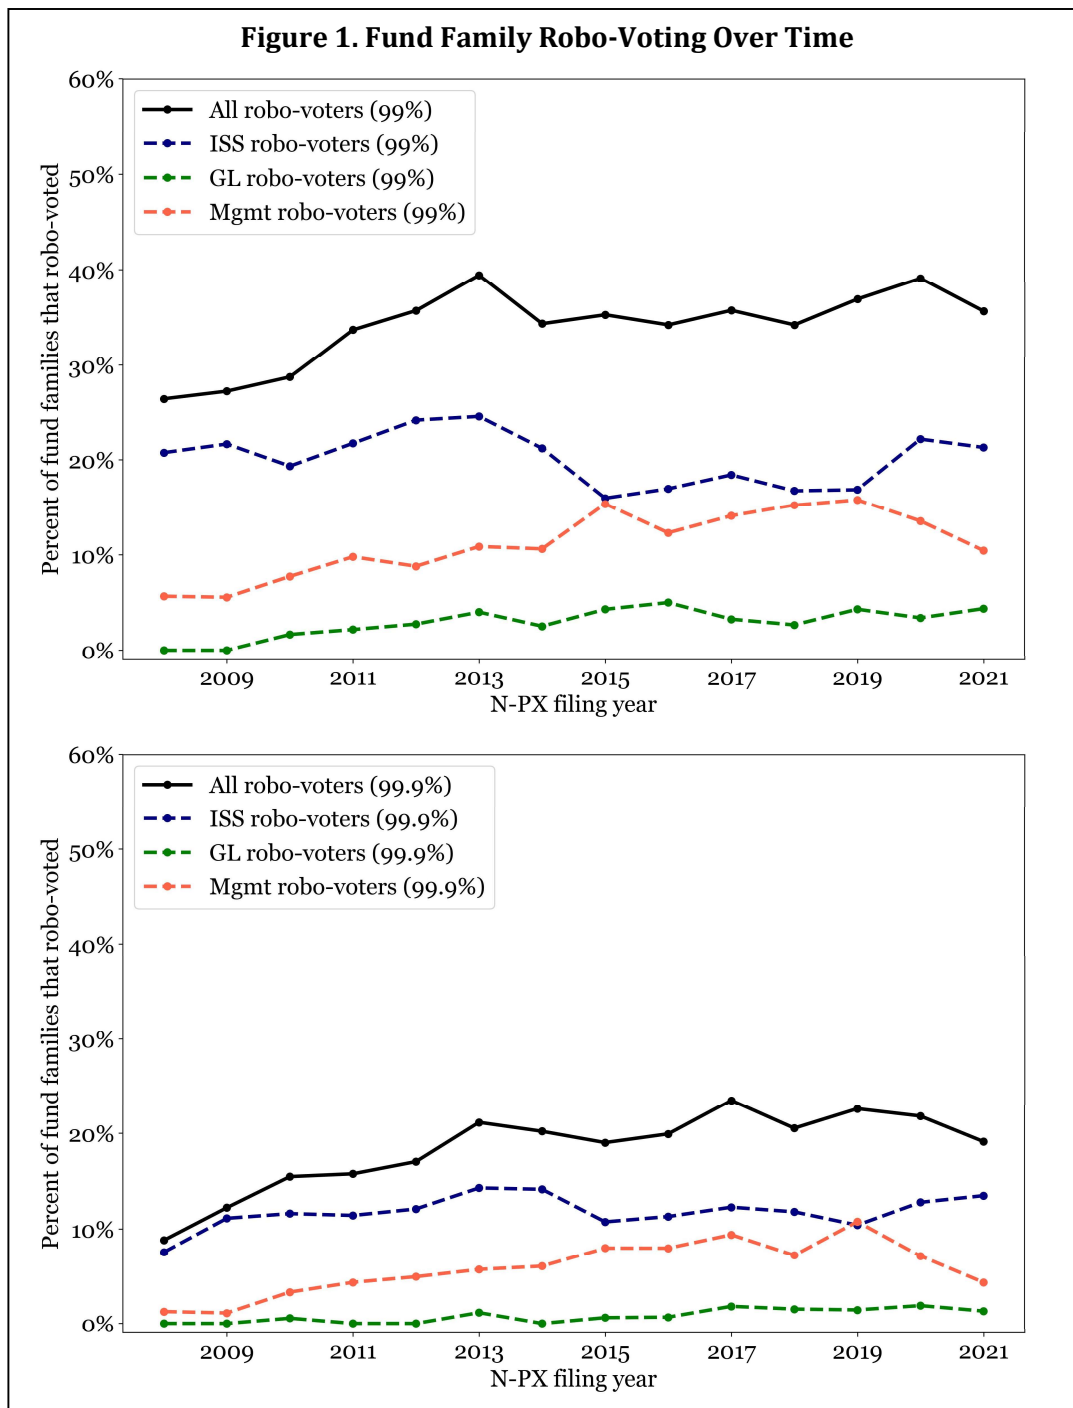 Figure 1. Fund Family Robo-Voting Over Time
60%
50%
40%
30%
20%
10%
0%
Percent of fund families that robo-voted
All robo-voters (99%)
ISS robo-voters (99%)
GL robo-voters (99%)
Mgmt robo-voters (99%)
2009 2011 2013 2015 2017 2019 2021
N-PX filing year
60%
50%
40%
30%
20%
10%
0%
Percent of fund families that robo-voted
All robo-voters (99.9%)
ISS robo-voters (99.9%)
GL robo-voters (99.9%)
Mgmt robo-voters (99.9%)
2009 2011 2013 2015 2017 2019 2021
N-PX filing year